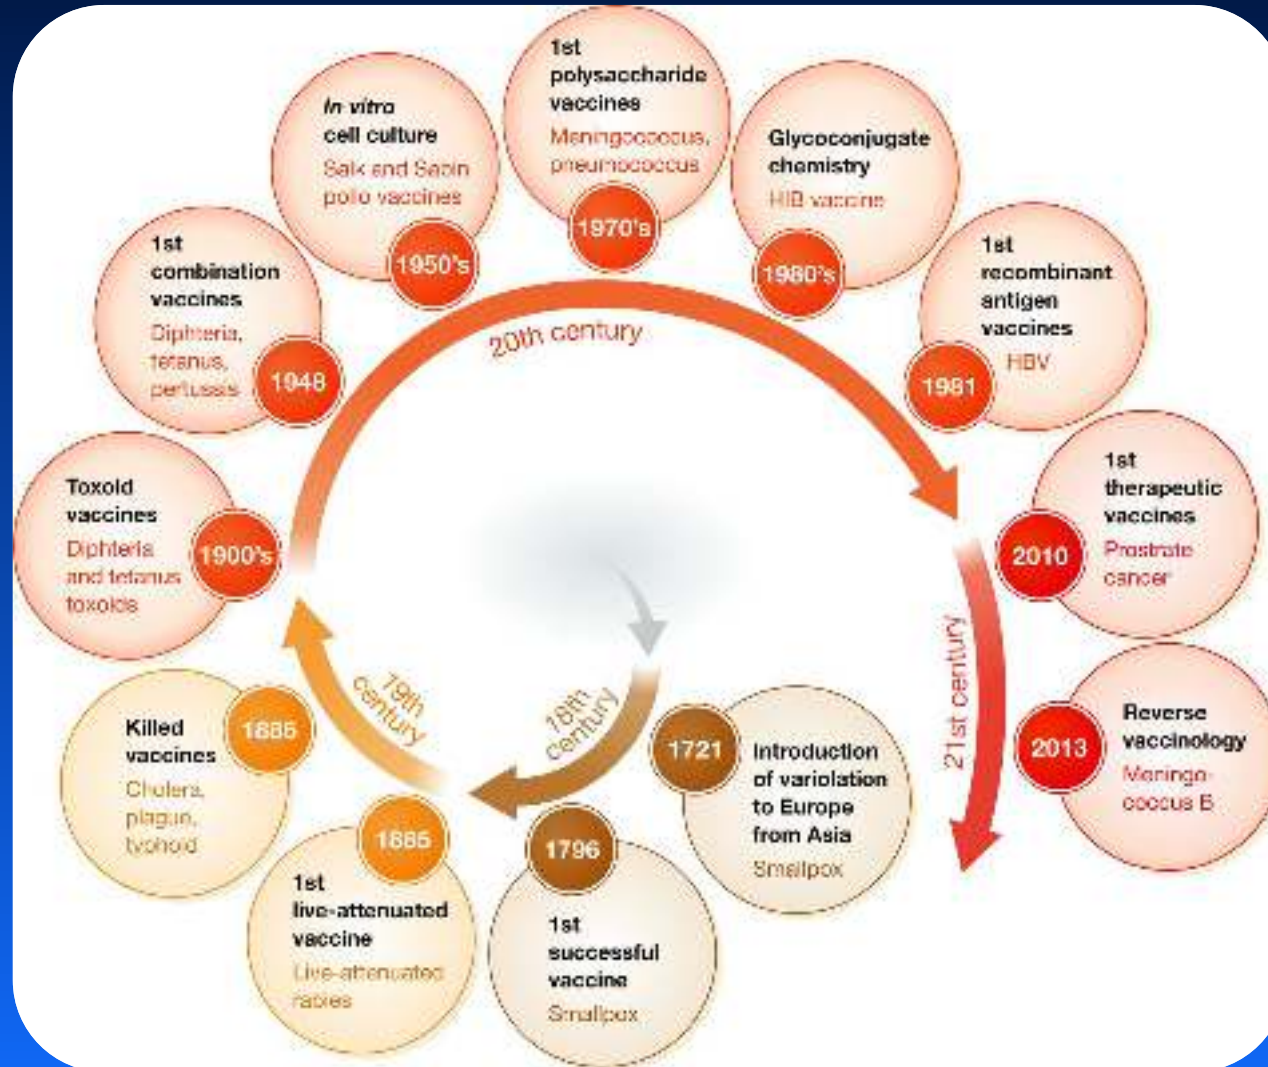 1721
Introduction
of variolation
to Europe
from Asia
Smallpox
18th
century
1796
1st
successful
vaccine
Smallpox
19th
century
1885
1st
live-attenuated
vaccine
Live-attenuated
rabies
1886
Killed
vaccines
Cholera,
plague,
typhoid
20th century
1900's
Toxoid
vaccines
Diphteria
and tetanus
toxoids
1948
1st
combination
vaccines
Diphteria,
tetanus,
pertussis
1950's
In vitro
cell culture
Salk and Sabin
polio vaccines
1970's
1st
polysaccharide
vaccines
Meningococcus,
pneumococcus
1980's
Glycoconjugate
chemistry
HIB vaccine
1981
1st
recombinant
antigen
vaccines
HBV
21st century
2010
1st
therapeutic
vaccines
Prostrate
cancer
2013
Reverse
vaccinology
Meningo-
coccus B